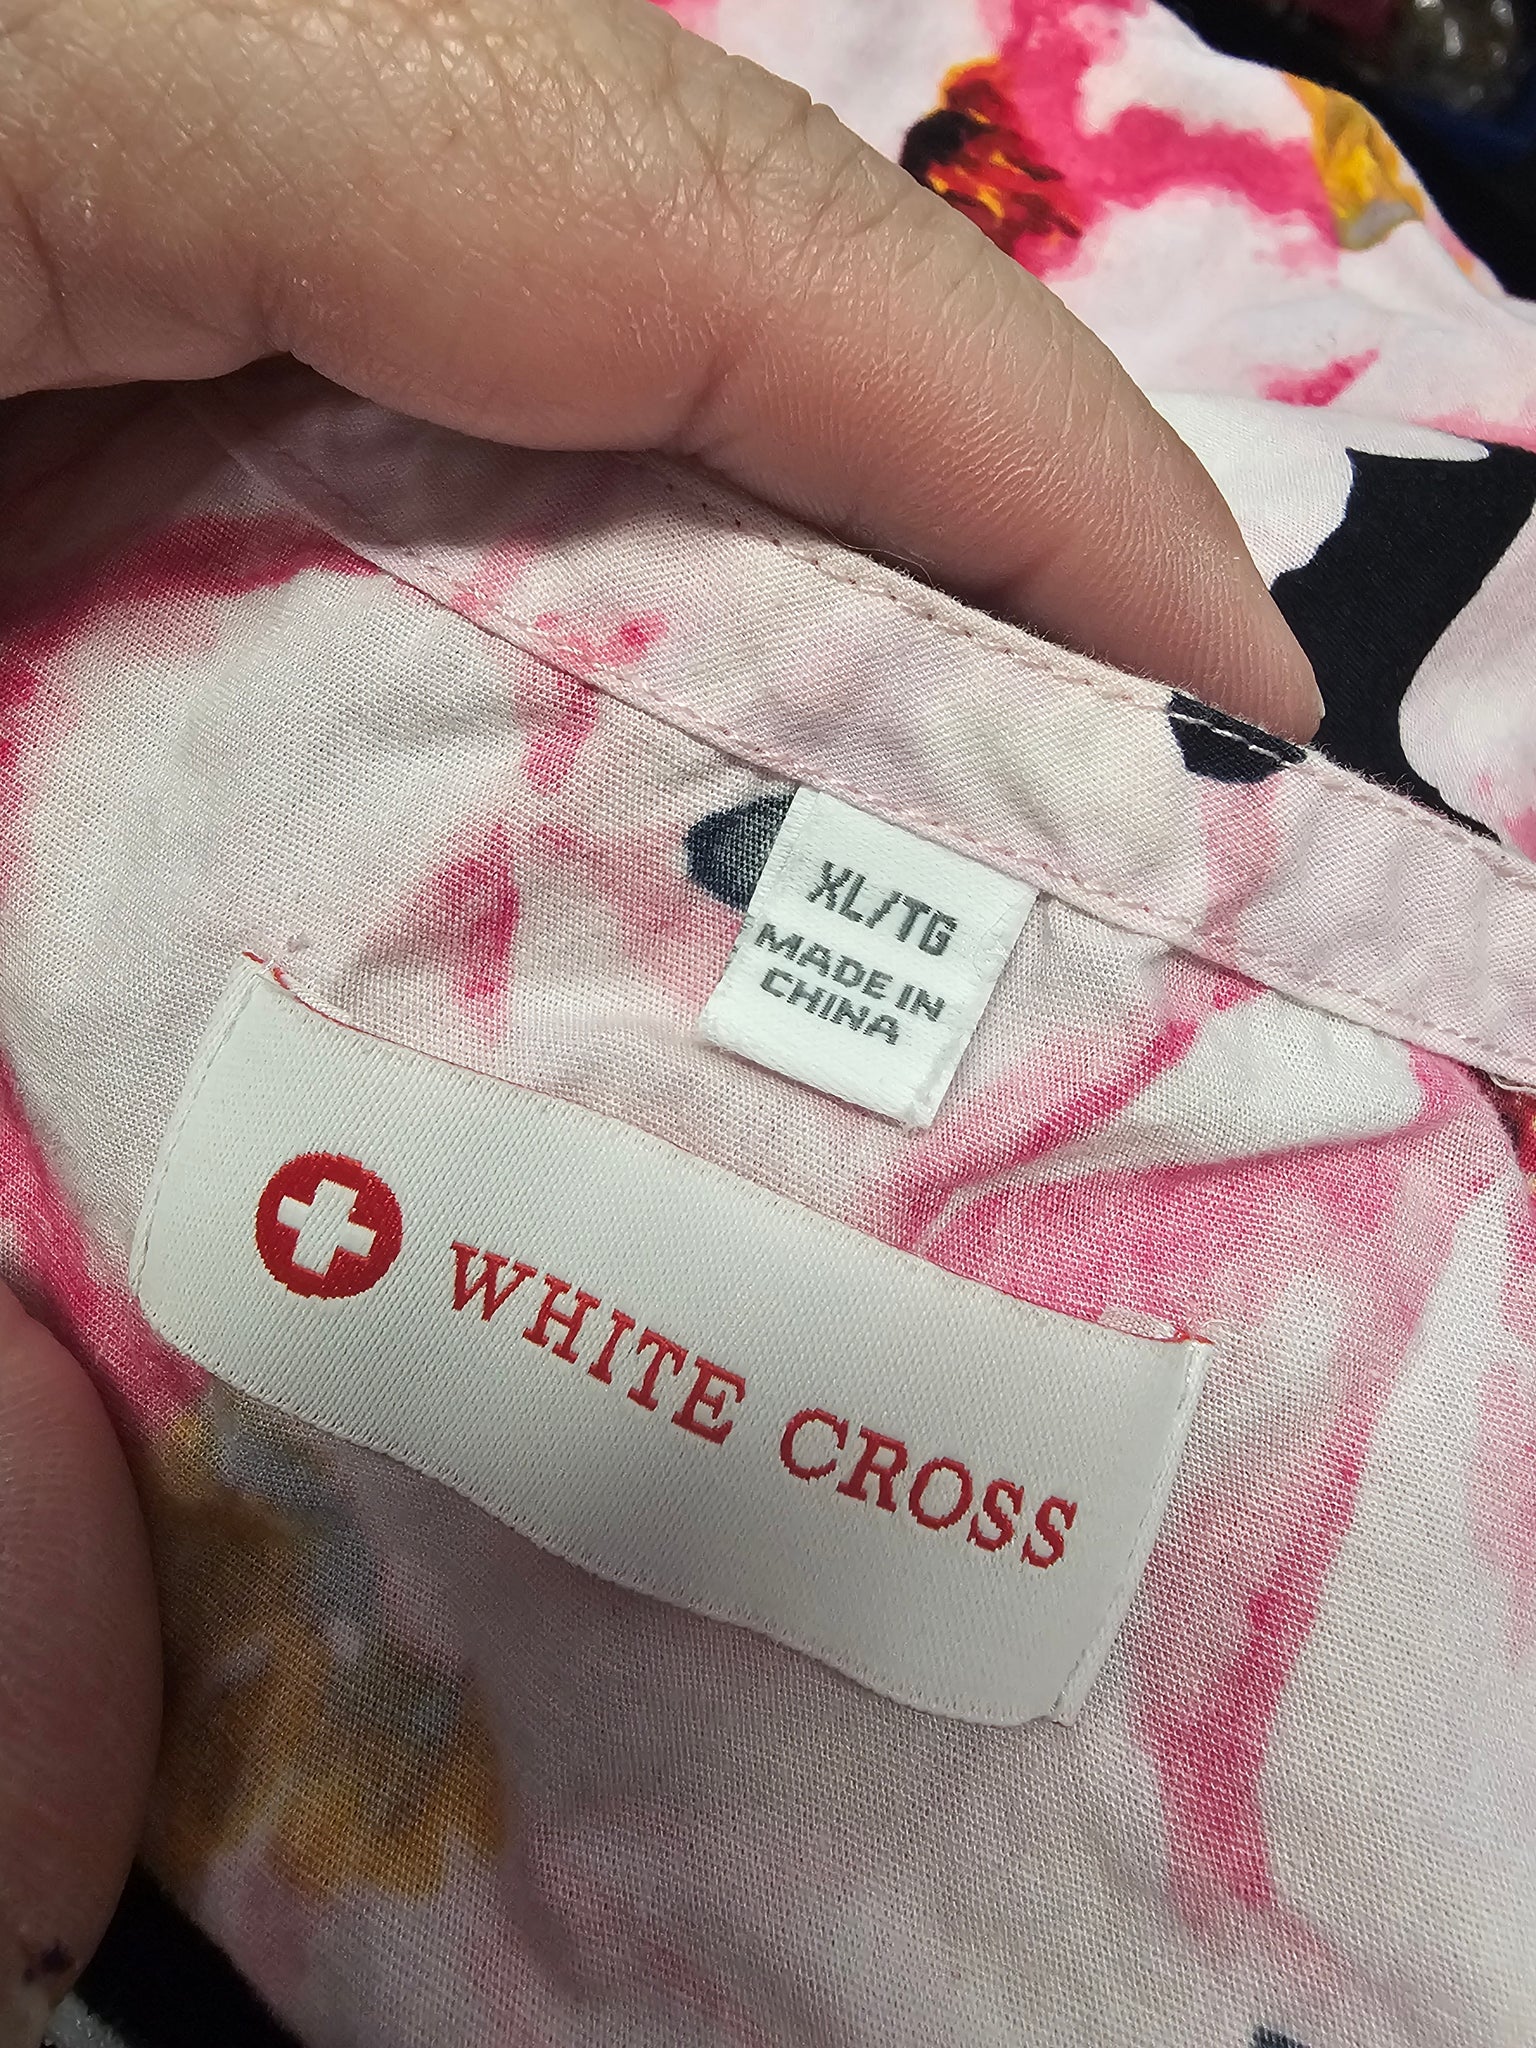 XL/TG
MADE IN
CHINA
WHITE CROSS